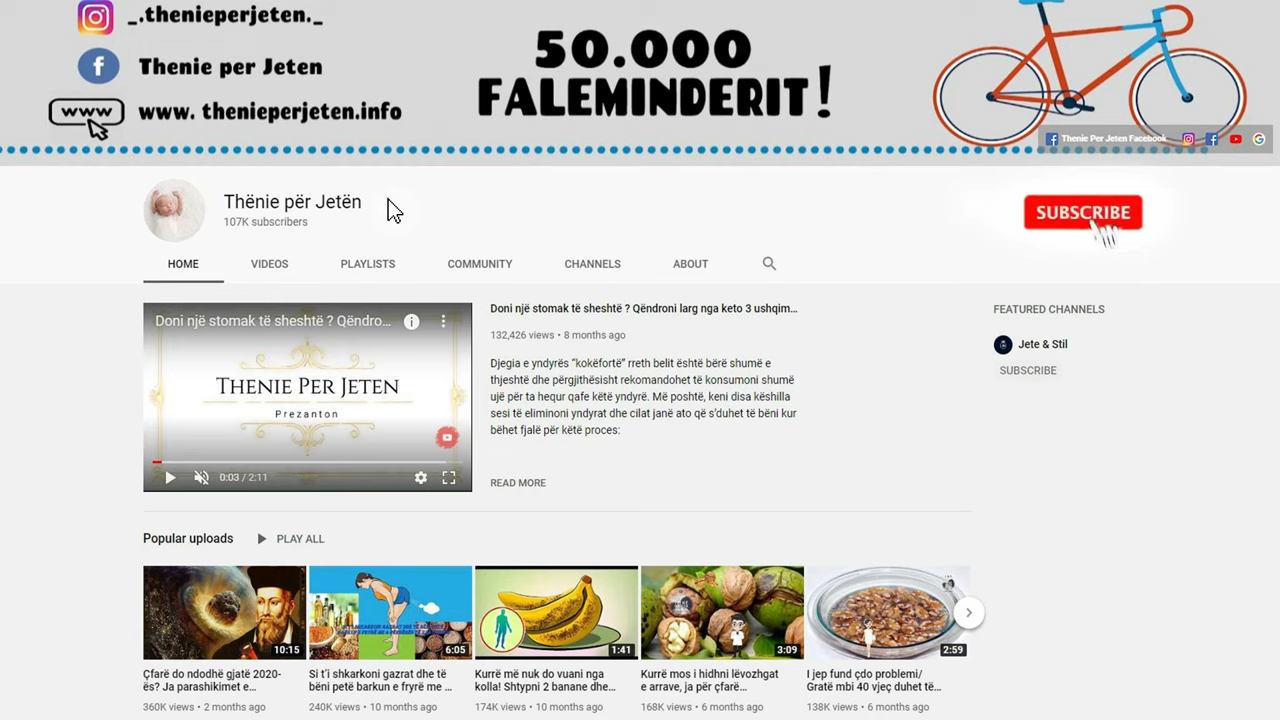 _.thenieperjeten._
Thenie per Jeten
www
www. thenieperjeten.info
50.000
FALEMINDERIT!
Thenie Per Jeten Facebook
Thënie për Jetën
107K subscribers
SUBSCRIBE
HOME VIDEOS PLAYLISTS COMMUNITY CHANNELS ABOUT
Doni një stomak të sheshtë ? Qëndro...
THENIE PER JETEN
Prezanton
0:03 / 2:11
Doni një stomak të sheshtë ? Qëndroni larg nga keto 3 ushqim...
132,426 views • 8 months ago
Djegia e yndyrës “kokëfortë” rreth belit është bërë shumë e
thjeshtë dhe përgjithësisht rekomandohet të konsumoni shumë
ujë për ta hequr qafe këtë yndyrë. Më poshtë, keni disa këshilla
sesi të eliminoni yndyrat dhe cilat janë ato që s’duhet të bëni kur
bëhet fjalë për këtë proces:
READ MORE
FEATURED CHANNELS
Jete & Stil
SUBSCRIBE
Popular uploads PLAY ALL
10:15
6:05
1:41
3:09
2:59
Çfarë do ndodhë gjatë 2020-
ës? Ja parashikimet e...
360K views • 2 months ago
Si t’i shkarkoni gazrat dhe të
bëni petë barkun e fryrë me ...
240K views • 10 months ago
Kurrë më nuk do vuani nga
kolla! Shtypni 2 banane dhe...
174K views • 10 months ago
Kurrë mos i hidhni lëvozhgat
e arrave, ja për çfarë...
168K views • 6 months ago
I jep fund çdo problemi/
Gratë mbi 40 vjeç duhet të...
138K views • 6 months ago